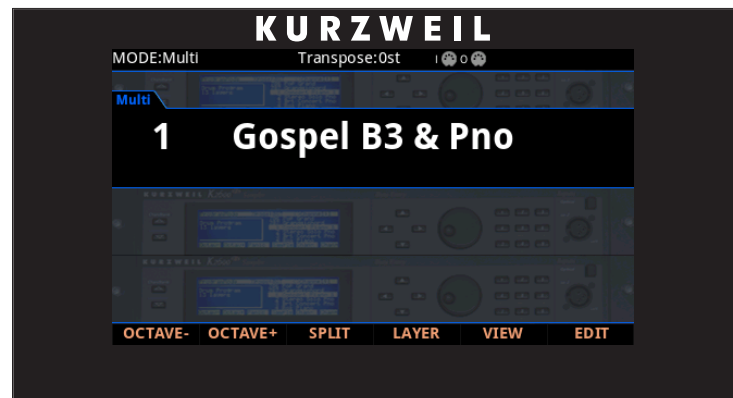 KURZWEIL
MODE:Multi Transpose:0st I O
Multi
1 Gospel B3 & Pno
OCTAVE- OCTAVE+ SPLIT LAYER VIEW EDIT